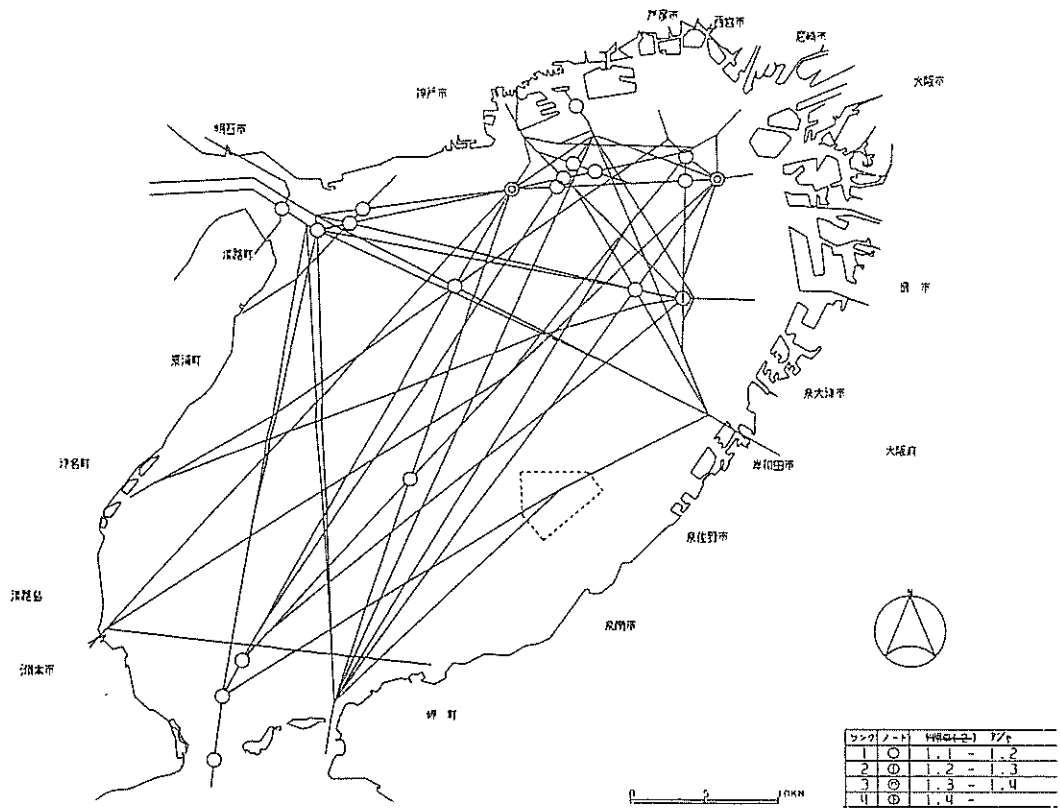 芦屋市
西宮市
尼崎市
大阪市
神戸市
明石市
淡路町
堺市
東浦町
泉大津市
津名町
岸和田市
大阪府
泉佐野市
淡路島
泉南市
洲本市
岬町
N
ランク ノード
1 1.1 - 1.2
2 1.2 - 1.3
3 1.3 - 1.4
4 1.4 -
0 5 10KM